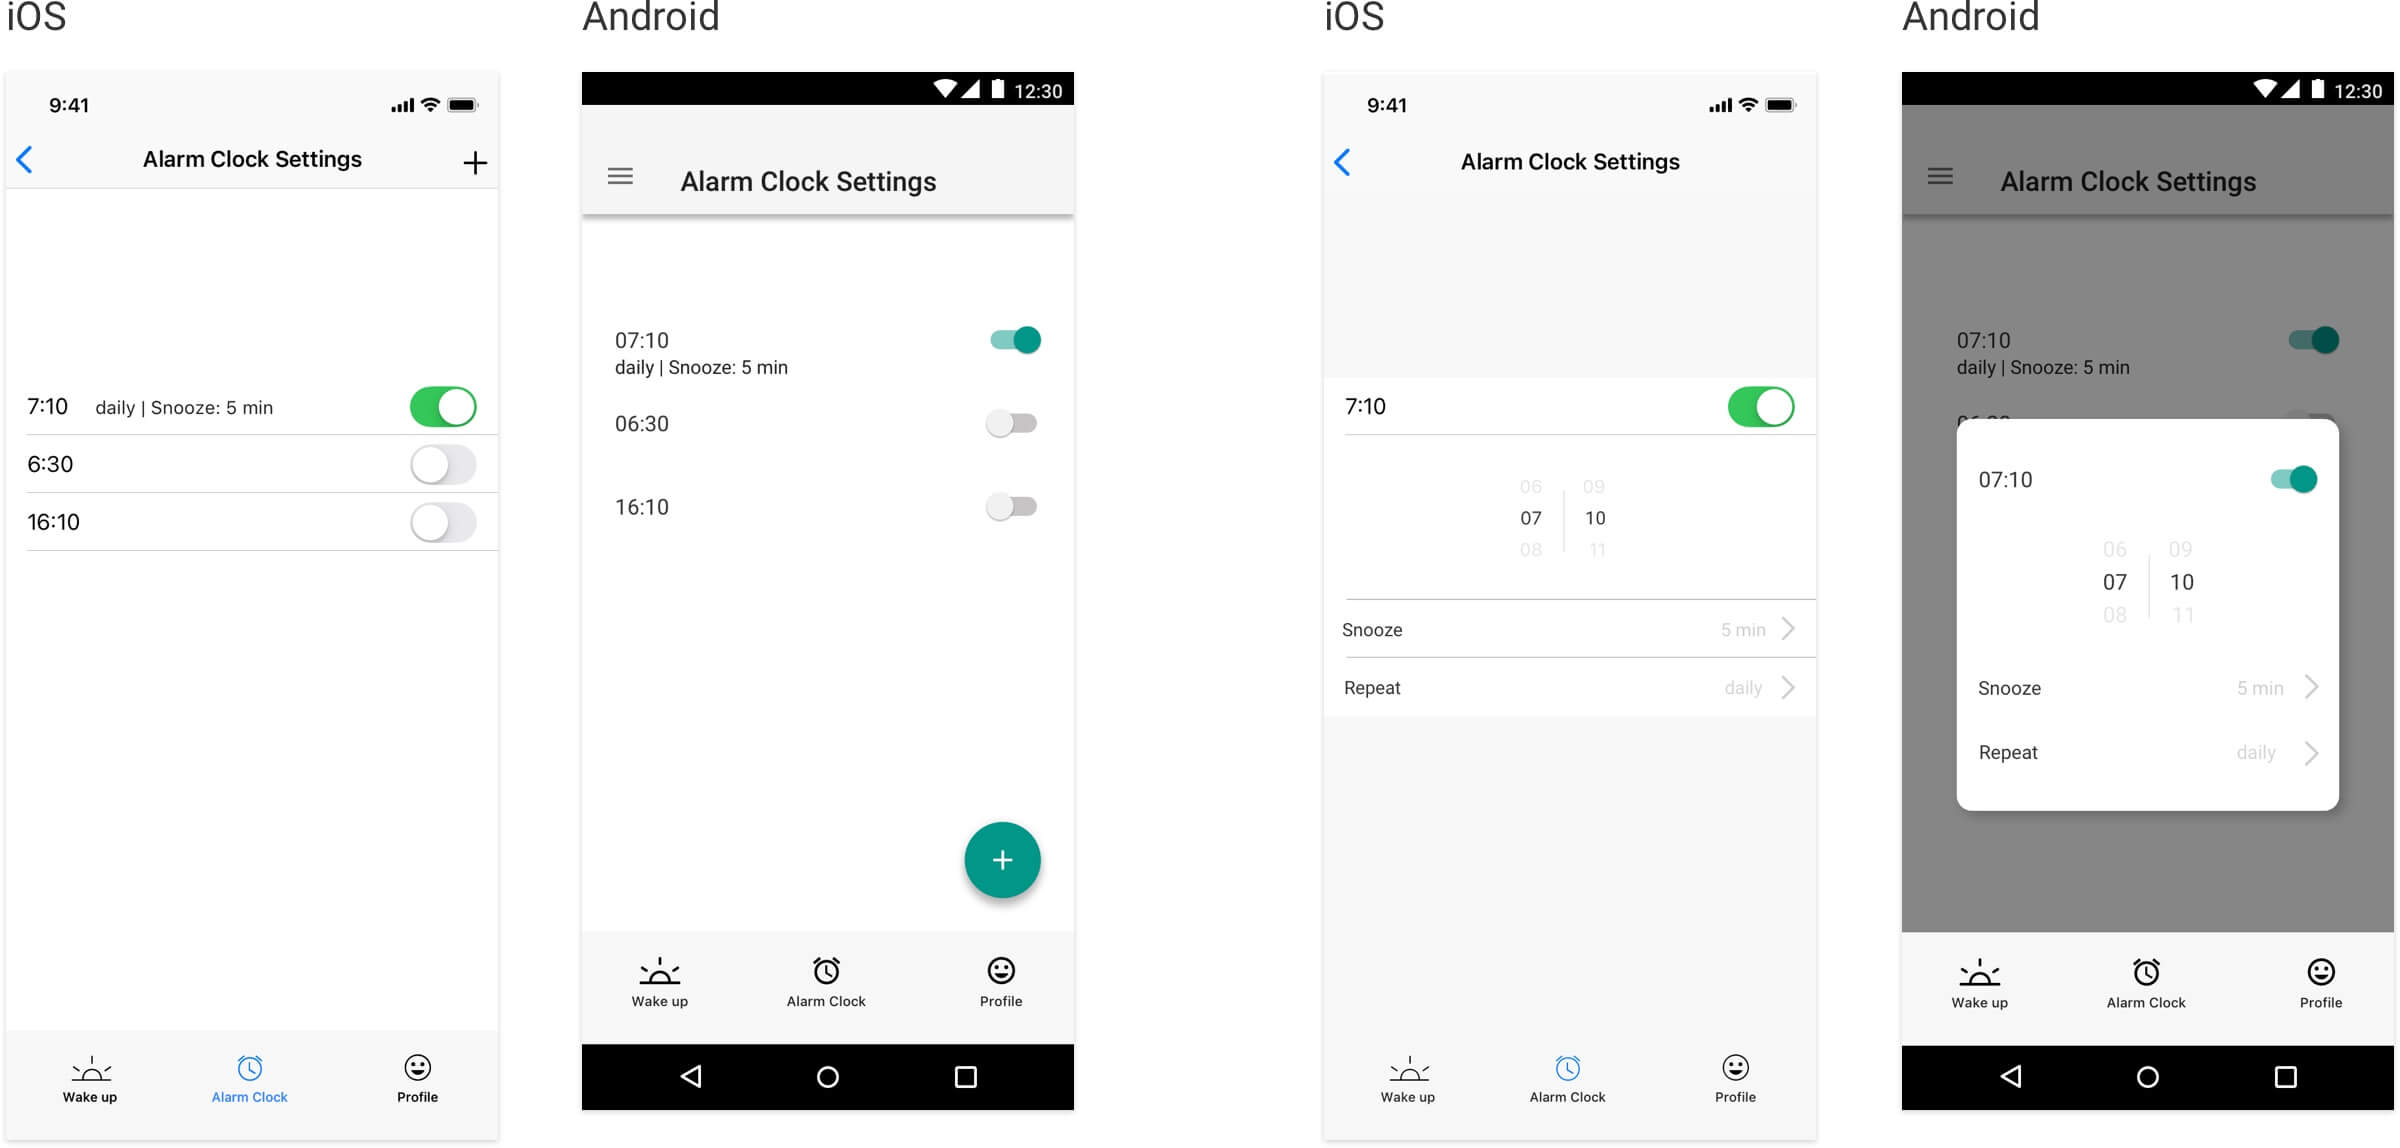 iOS
9:41
Alarm Clock Settings
7:10 daily | Snooze: 5 min
6:30
16:10
Wake up Alarm Clock Profile
Android
12:30
Alarm Clock Settings
07:10
daily | Snooze: 5 min
06:30
16:10
+
Wake up Alarm Clock Profile
iOS
9:41
Alarm Clock Settings
7:10
06 09
07 10
08 11
Snooze 5 min
Repeat daily
Wake up Alarm Clock Profile
Android
12:30
Alarm Clock Settings
07:10
daily | Snooze: 5 min
07:10
06 09
07 10
08 11
Snooze 5 min
Repeat daily
Wake up Alarm Clock Profile